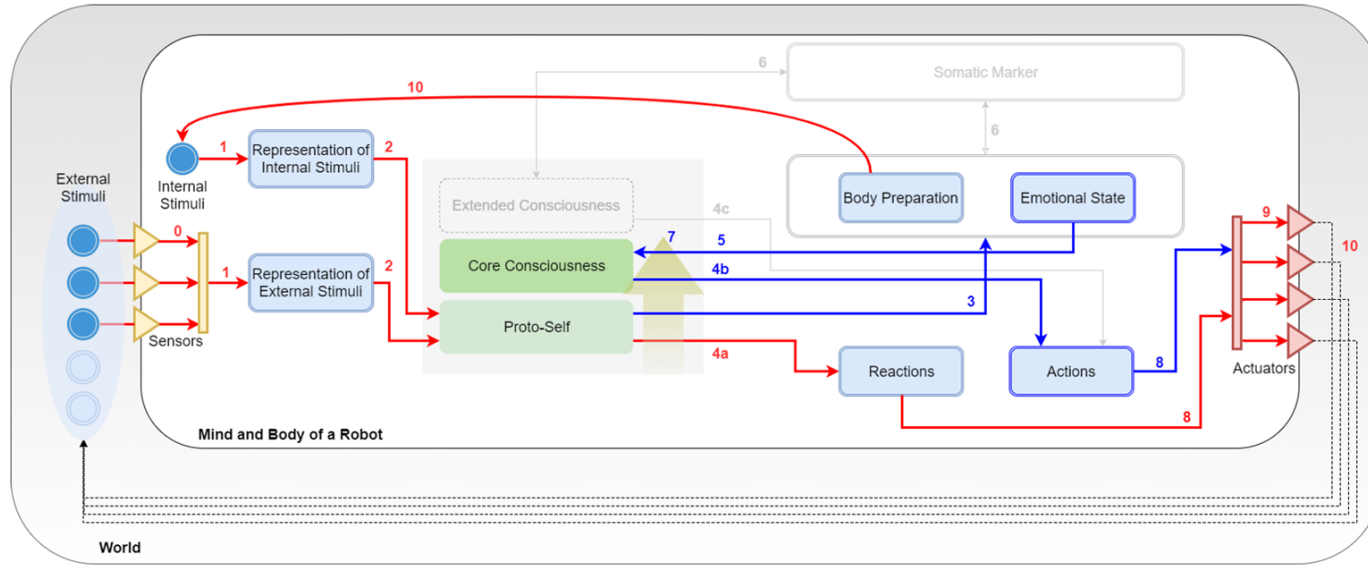 Somatic Marker
6
10
6
1
Representation of
Internal Stimuli
2
External
Stimuli
Internal
Stimuli
Body Preparation
Emotional State
Extended Consciousness
4c
9
0
7
5
10
Core Consciousness
4b
1
Representation of
External Stimuli
2
3
Proto-Self
Sensors
4a
8
Reactions
Actions
Actuators
8
Mind and Body of a Robot
World